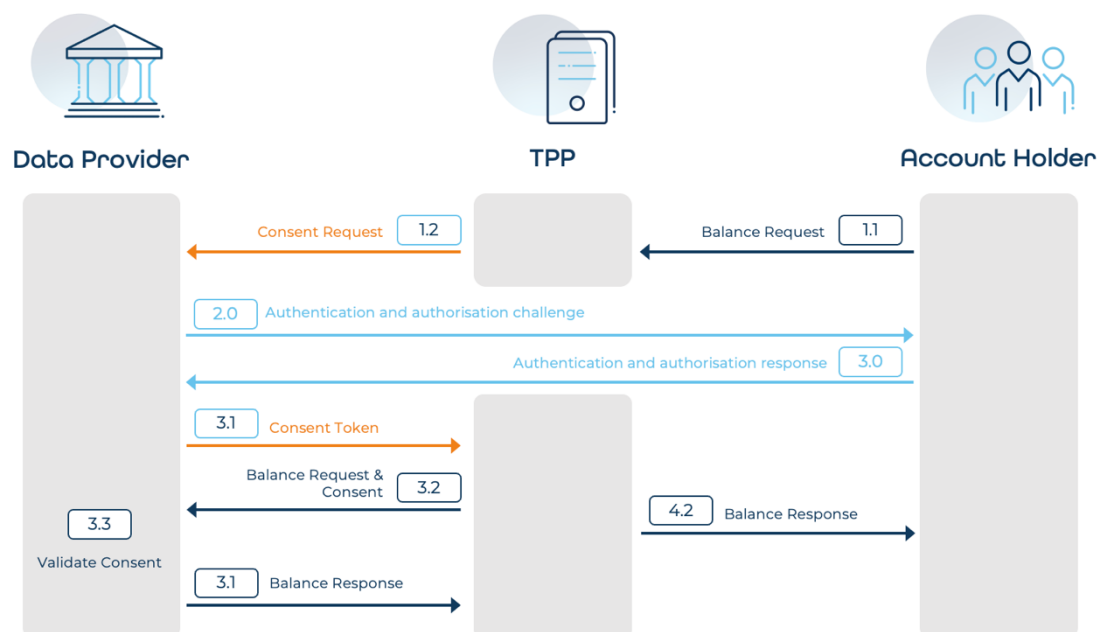 Data Provider
TPP
Account Holder
Consent Request
1.2
Balance Request
1.1
2.0
Authentication and authorisation challenge
Authentication and authorisation response
3.0
3.1
Consent Token
Balance Request &
Consent
3.2
4.2
Balance Response
3.3
Validate Consent
3.1
Balance Response